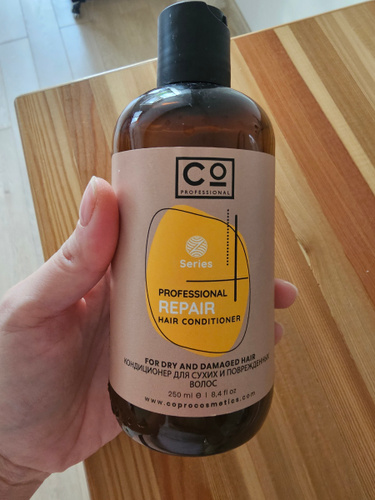 CO
PROFESSIONAL
Series
PROFESSIONAL
REPAIR
HAIR CONDITIONER
FOR DRY AND DAMAGED HAIR
КОНДИЦИОНЕР ДЛЯ СУХИХ И ПОВРЕЖДЕННЫХ
ВОЛОС
250 ml ℮ | 8.4 fl oz
www.coprocosmetics.com